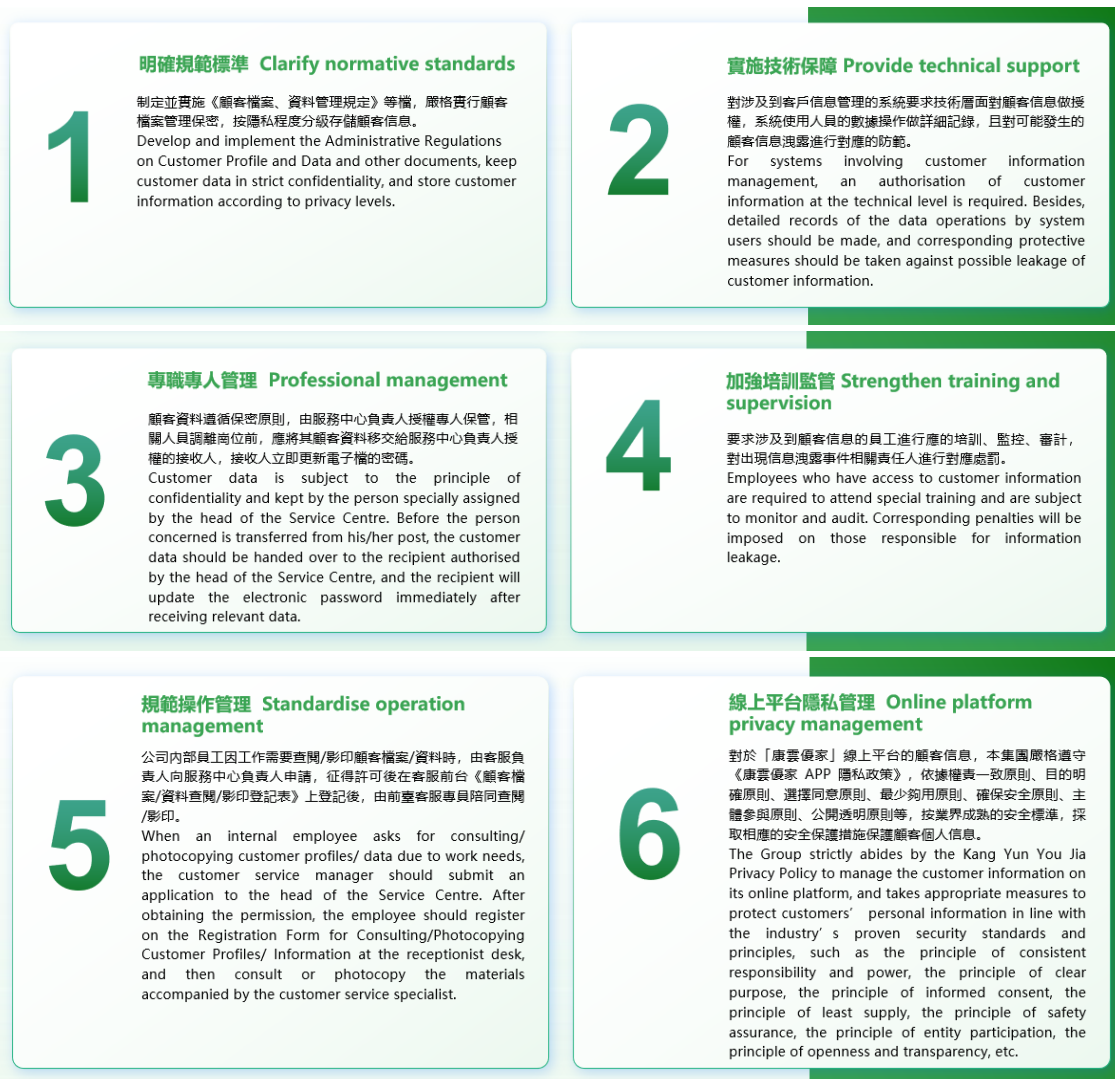 1
明確規範標準 Clarify normative standards
制定並實施《顧客檔案、資料管理規定》等檔，嚴格實行顧客
檔案管理保密，按隱私程度分級存儲顧客信息。
Develop and implement the Administrative Regulations
on Customer Profile and Data and other documents, keep
customer data in strict confidentiality, and store customer
information according to privacy levels.
2
實施技術保障 Provide technical support
對涉及到客戶信息管理的系統要求技術層面對顧客信息做授
權，系統使用人員的數據操作做詳細記錄，且對可能發生的
顧客信息洩露進行對應的防範。
For systems involving customer information
management, an authorisation of customer
information at the technical level is required. Besides,
detailed records of the data operations by system
users should be made, and corresponding protective
measures should be taken against possible leakage of
customer information.
3
專職專人管理 Professional management
顧客資料遵循保密原則，由服務中心負責人授權專人保管，相
關人員調離崗位前，應將其顧客資料移交給服務中心負責人授
權的接收人，接收人立即更新電子檔的密碼。
Customer data is subject to the principle of
confidentiality and kept by the person specially assigned
by the head of the Service Centre. Before the person
concerned is transferred from his/her post, the customer
data should be handed over to the recipient authorised
by the head of the Service Centre, and the recipient will
update the electronic password immediately after
receiving relevant data.
4
加強培訓監管 Strengthen training and
supervision
要求涉及到顧客信息的員工進行應的培訓、監控、審計，
對出現信息洩露事件相關責任人進行對應處罰。
Employees who have access to customer information
are required to attend special training and are subject
to monitor and audit. Corresponding penalties will be
imposed on those responsible for information
leakage.
5
規範操作管理 Standardise operation
management
公司内部員工因工作需要查閱/影印顧客檔案/資料時，由客服負
責人向服務中心負責人申請，征得許可後在客服前台《顧客檔
案/資料查閱/影印登記表》上登記後，由前臺客服專員陪同查閱
/影印。
When an internal employee asks for consulting/
photocopying customer profiles/ data due to work needs,
the customer service manager should submit an
application to the head of the Service Centre. After
obtaining the permission, the employee should register
on the Registration Form for Consulting/Photocopying
Customer Profiles/ Information at the receptionist desk,
and then consult or photocopy the materials
accompanied by the customer service specialist.
6
線上平台隱私管理 Online platform
privacy management
對於「康雲優家」線上平台的顧客信息，本集團嚴格遵守
《康雲優家 APP 隱私政策》，依據權責一致原則、目的明
確原則、選擇同意原則、最少夠用原則、確保安全原則、主
體參與原則、公開透明原則等，按業界成熟的安全標準，採
取相應的安全保護措施保護顧客個人信息。
The Group strictly abides by the Kang Yun You Jia
Privacy Policy to manage the customer information on
its online platform, and takes appropriate measures to
protect customers’ personal information in line with
the industry’s proven security standards and
principles, such as the principle of consistent
responsibility and power, the principle of clear
purpose, the principle of informed consent, the
principle of least supply, the principle of safety
assurance, the principle of entity participation, the
principle of openness and transparency, etc.